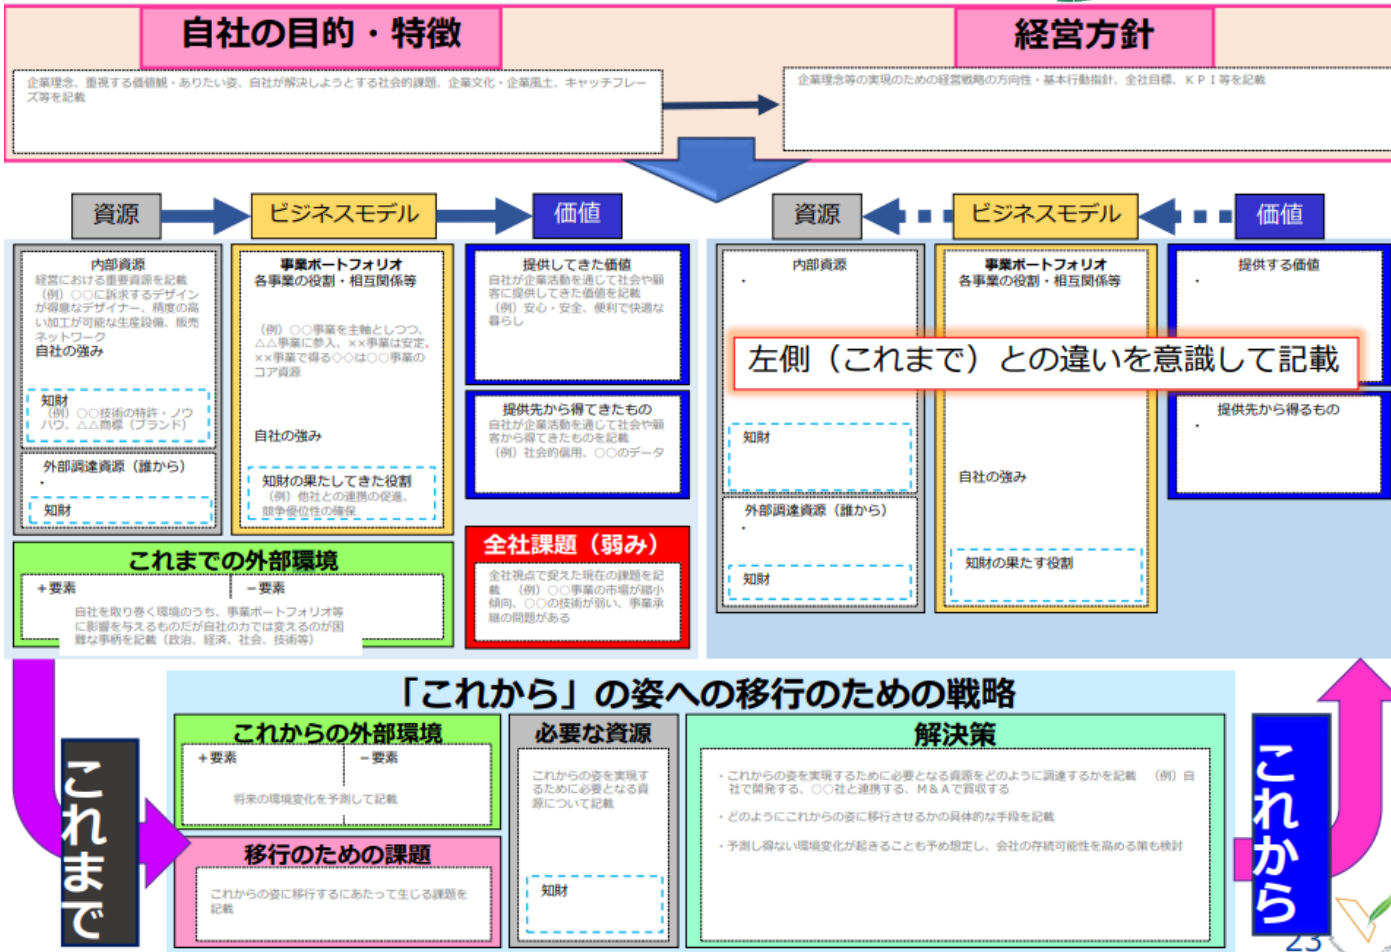 自社の目的・特徴
企業理念、重視する価値観・ありたい姿、自社が解決しようとする社会的課題、企業文化・企業風土、キャッチフレー
ズ等を記載
経営方針
企業理念等の実現のための経営戦略の方向性・基本行動指針、全社目標、ＫＰＩ等を記載
資源
ビジネスモデル
価値
内部資源
経営における重要資源を記載
（例）○○に訴求するデザイン
が得意なデザイナー、精度の高
い加工が可能な生産設備、販売
ネットワーク
自社の強み
知財
（例）○○技術の特許・ノウ
ハウ、△△商標（ブランド）
外部調達資源（誰から）
・
知財
事業ポートフォリオ
各事業の役割・相互関係等
（例）○○事業を主軸としつつ、
△△事業に参入、××事業は安定、
××事業で得る◇◇は○○事業の
コア資源
自社の強み
知財の果たしてきた役割
（例）他社との連携の促進、
競争優位性の確保
提供してきた価値
自社が企業活動を通じて社会や顧
客に提供してきた価値を記載
（例）安心・安全、便利で快適な
暮らし
提供先から得てきたもの
自社が企業活動を通じて社会や顧
客から得てきたものを記載
（例）社会的信用、○○のデータ
これまでの外部環境
＋要素
－要素
自社を取り巻く環境のうち、事業ポートフォリオ等
に影響を与えるものだが自社の力では変えるのが困
難な事柄を記載（政治、経済、社会、技術等）
全社課題（弱み）
全社視点で捉えた現在の課題を記
載　（例）○○事業の市場が縮小
傾向、○○の技術が弱い、事業承
継の問題がある
資源
ビジネスモデル
価値
内部資源
・
知財
外部調達資源（誰から）
・
知財
事業ポートフォリオ
各事業の役割・相互関係等
自社の強み
知財の果たす役割
提供する価値
・
左側（これまで）との違いを意識して記載
提供先から得るもの
・
「これから」の姿への移行のための戦略
これからの外部環境
＋要素
－要素
将来の環境変化を予測して記載
移行のための課題
これからの姿に移行するにあたって生じる課題を
記載
必要な資源
これからの姿を実現す
るために必要となる資
源について記載
知財
解決策
・これからの姿を実現するために必要となる資源をどのように調達するかを記載　（例）自
社で開発する、○○社と連携する、Ｍ＆Ａで買収する
・どのようにこれからの姿に移行させるかの具体的な手段を記載
・予測し得ない環境変化が起きることも予め想定し、会社の存続可能性を高める策も検討
これまで
これから
23